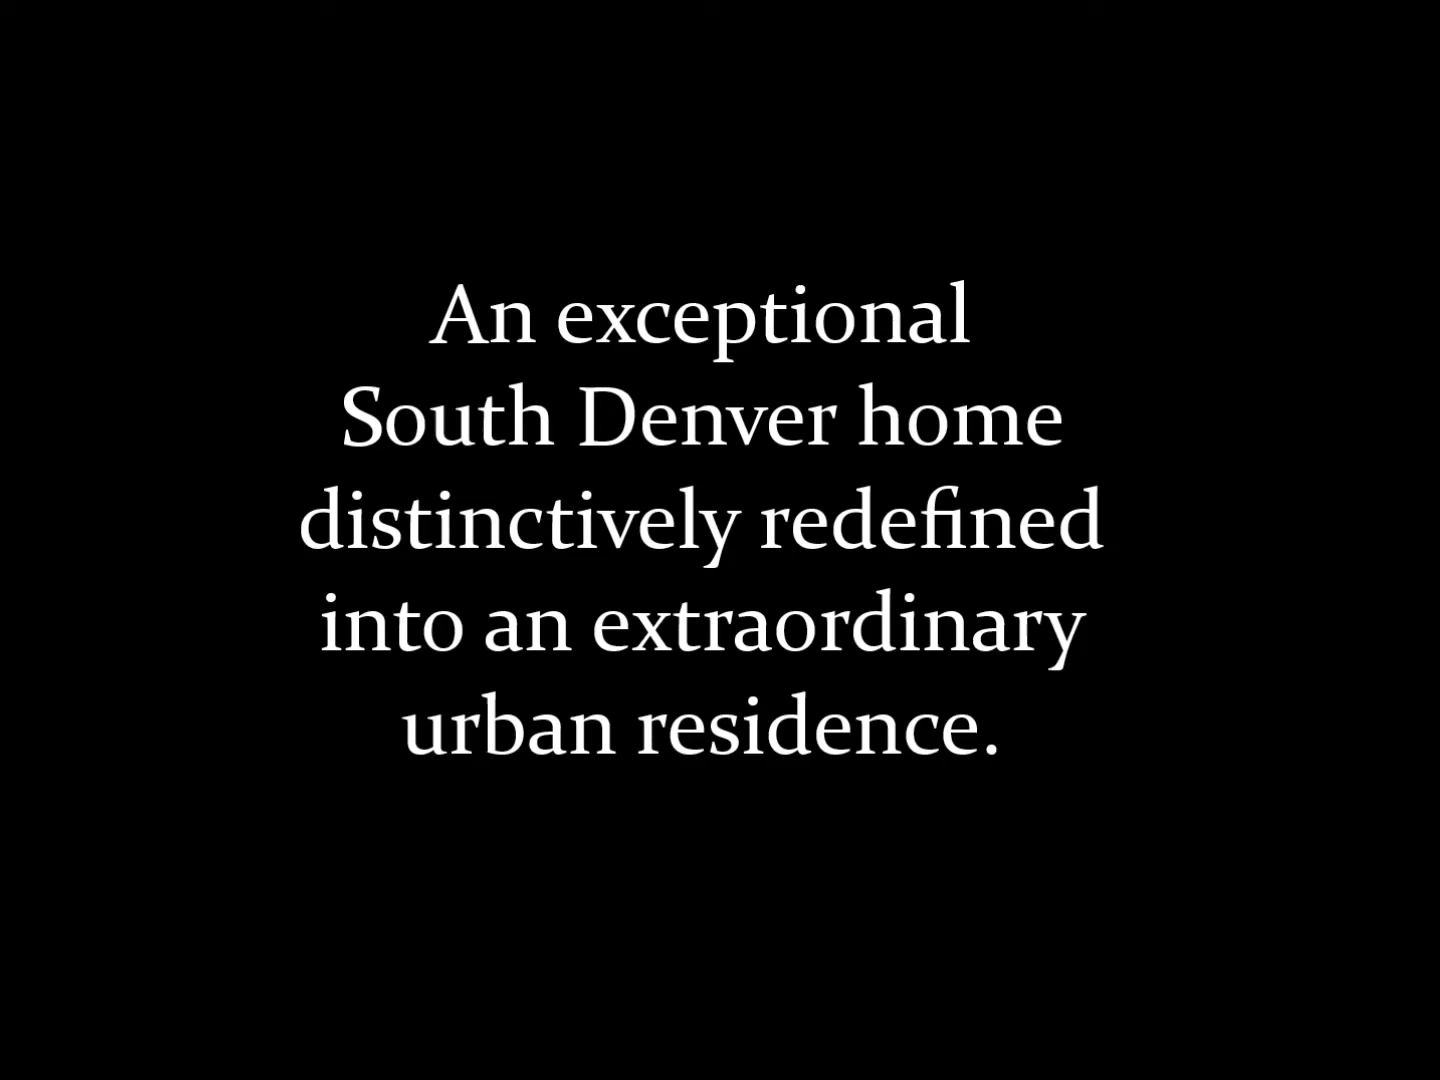 An exceptional
South Denver home
distinctively redefined
into an extraordinary
urban residence.